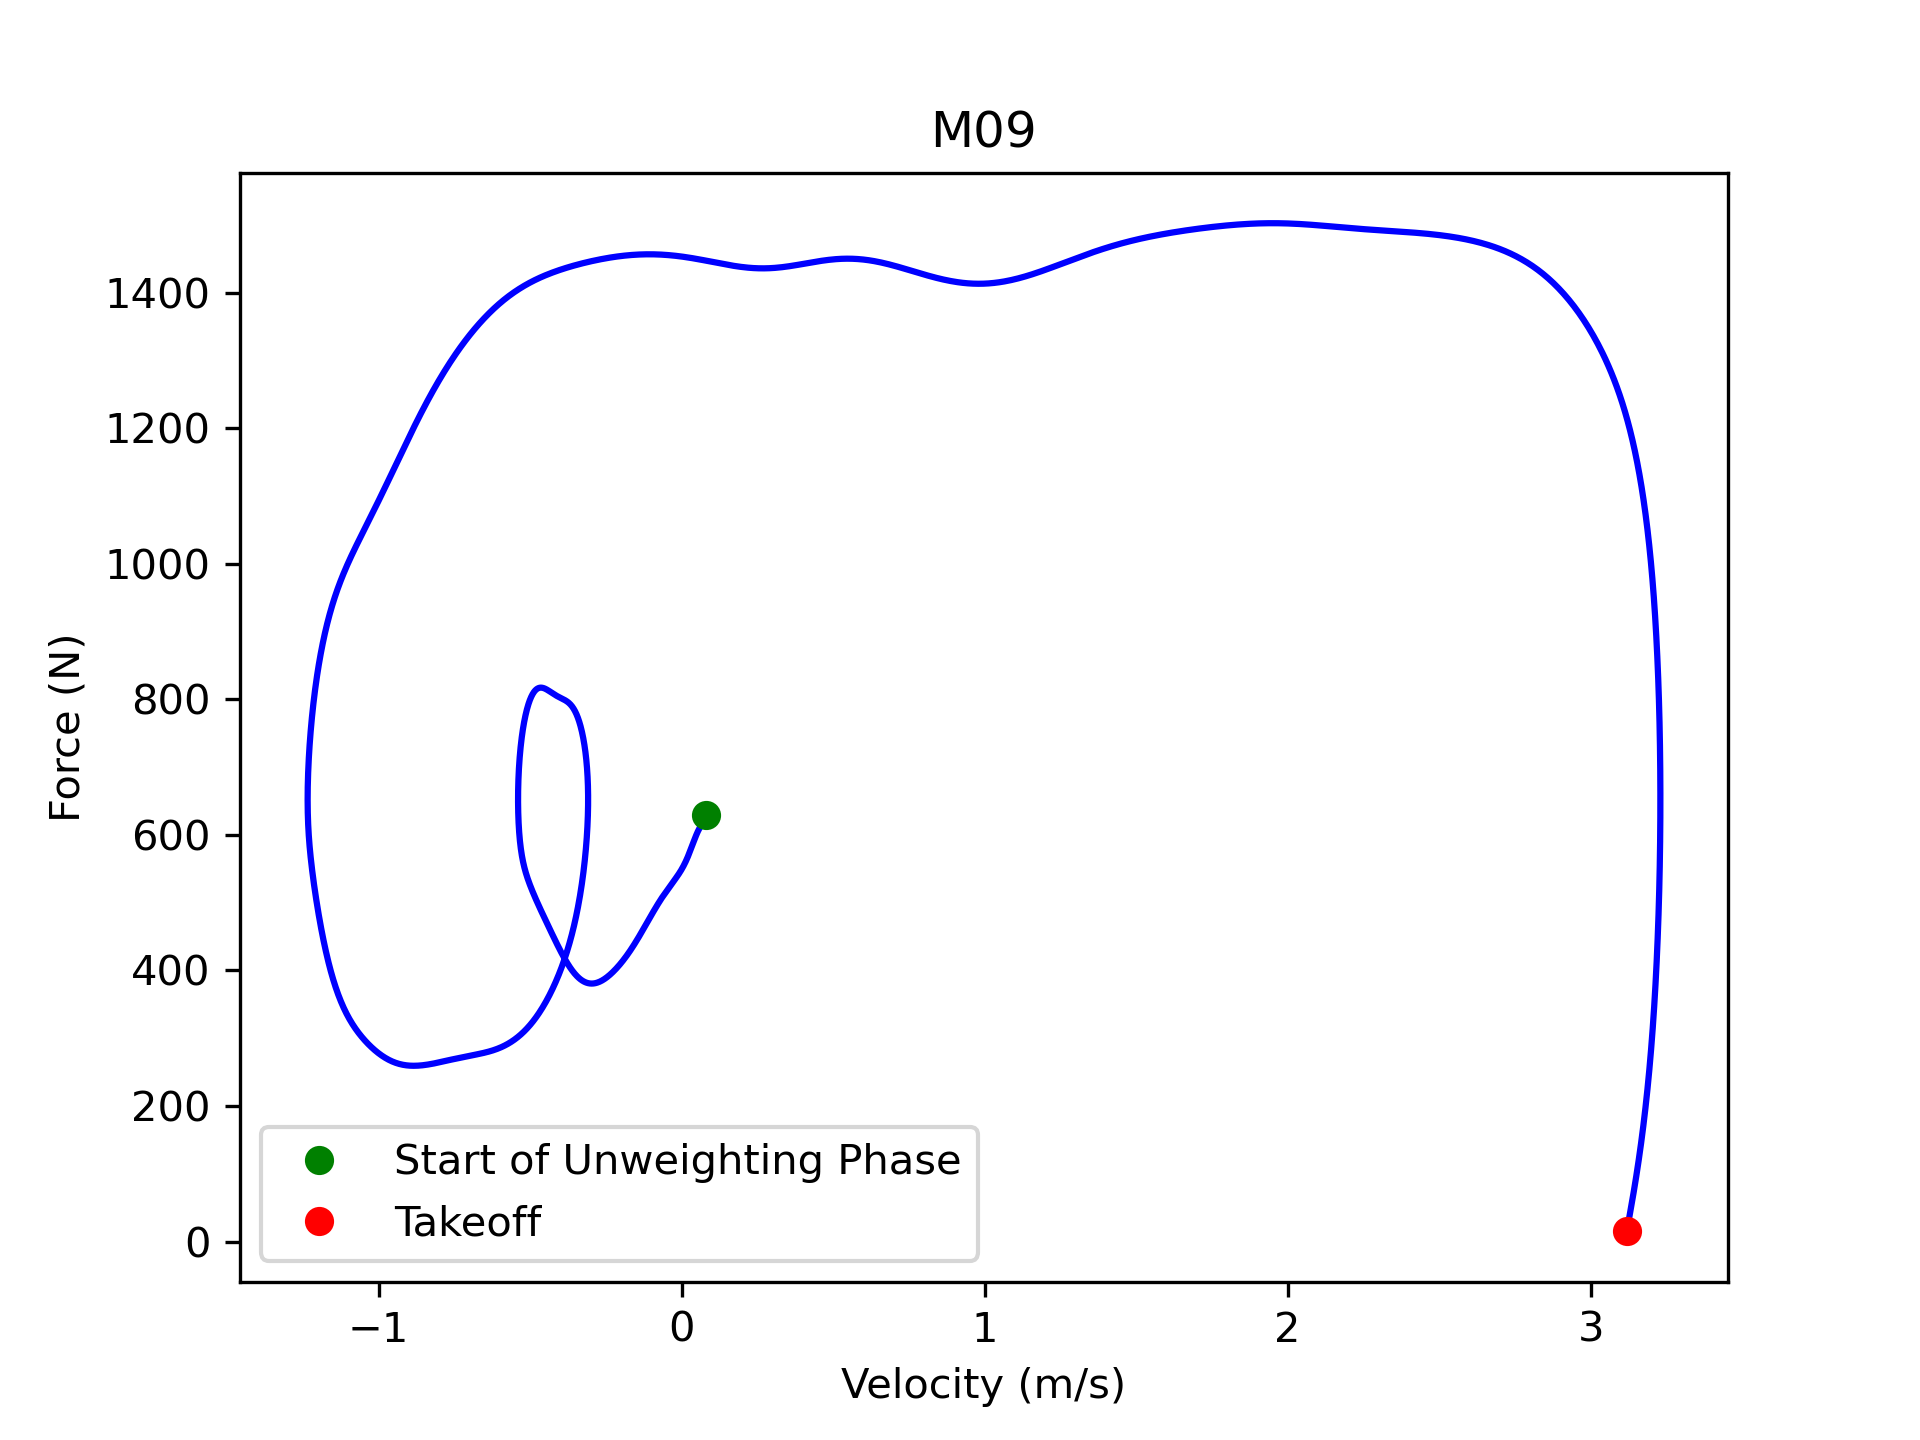 M09
Force (N)
1400
1200
1000
800
600
400
200
0
Start of Unweighting Phase
Takeoff
−1 0 1 2 3
Velocity (m/s)